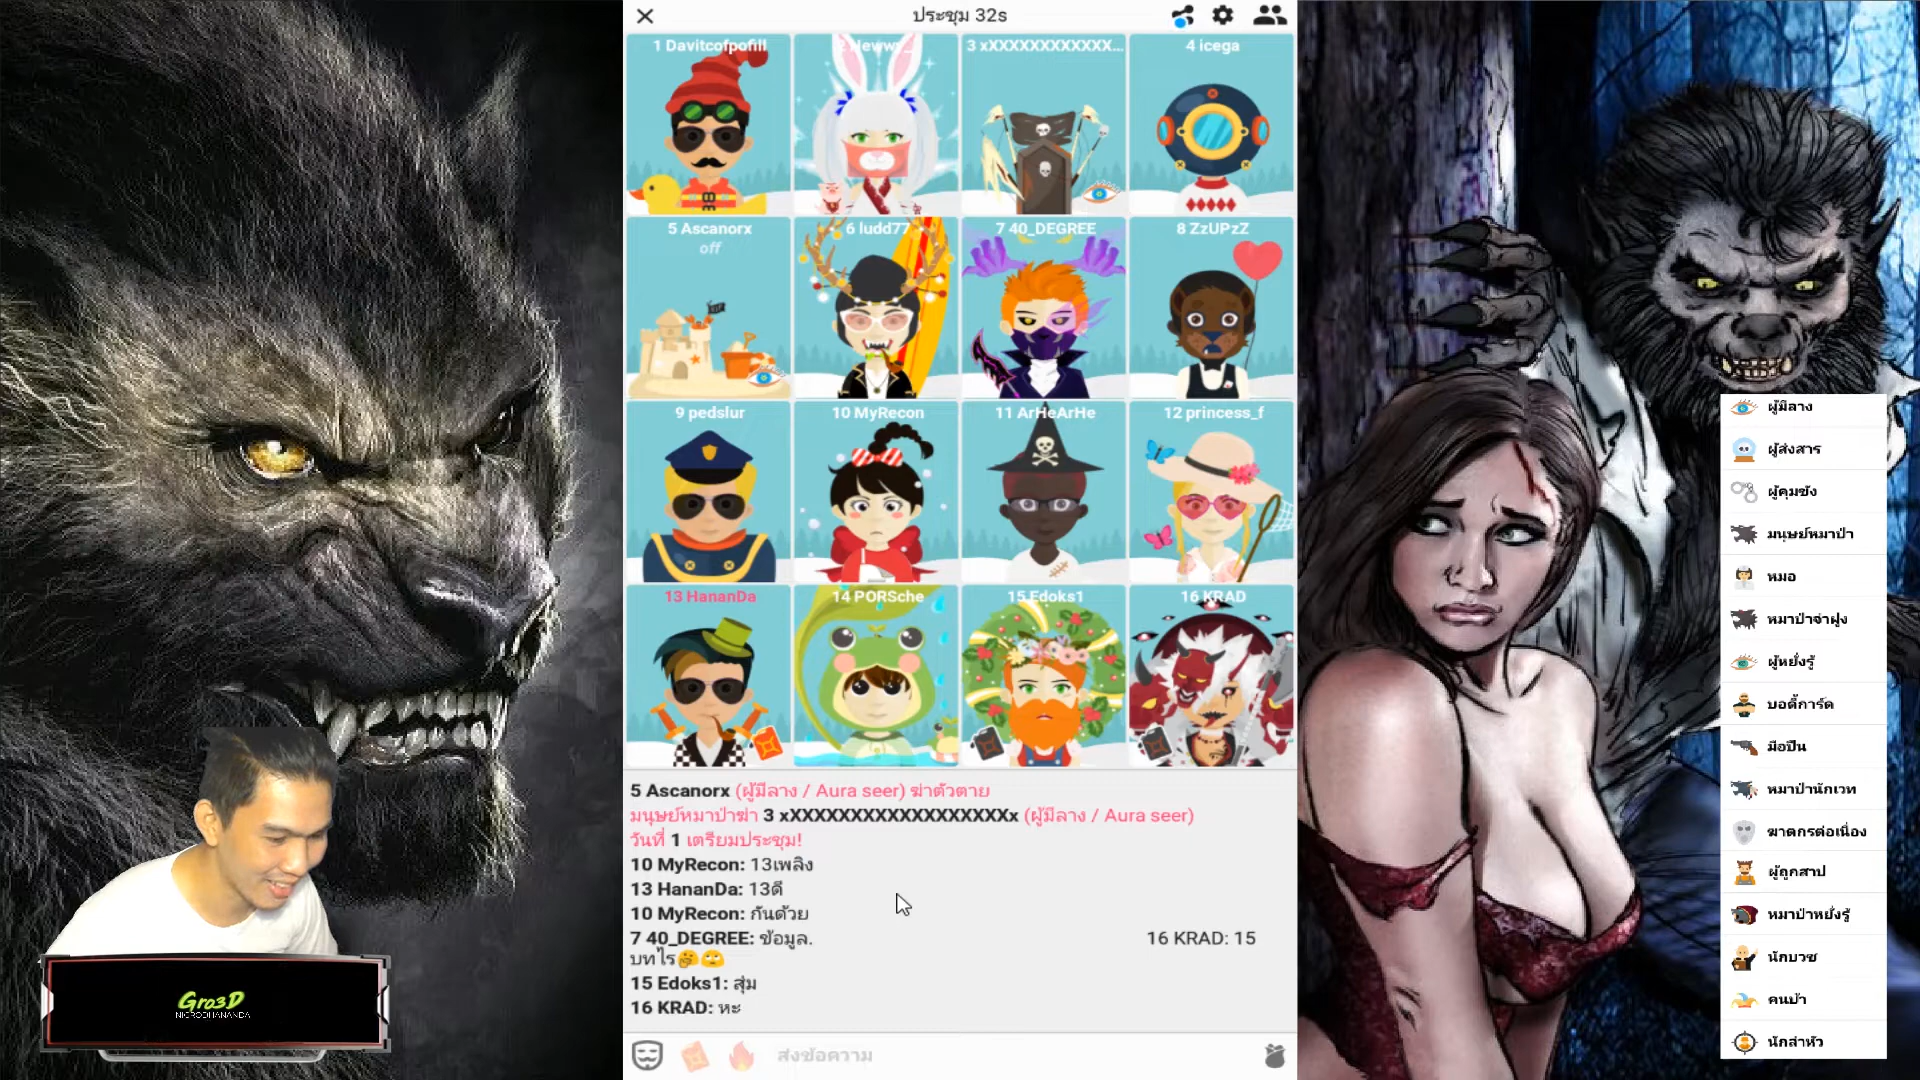 ประชุม 32s
1 Davitcofpofill
3 xXXXXXXXXXXXX...
4 icega
5 Ascanorx
off
6 ludd77
7 40_DEGREE
8 ZzUPzZ
9 pedslur
10 MyRecon
11 ArHeArHe
12 princess_f
13 HananDa
14 PORSche
15 Edoks1
16 KRAD
5 Ascanorx (ผู้มีลาง / Aura seer) ฆ่าตัวตาย
มนุษย์หมาป่าฆ่า 3 xXXXXXXXXXXXXXXXXXXx (ผู้มีลาง / Aura seer)
วันที่ 1 เตรียมประชุม!
10 MyRecon: 13เพลิง
13 HananDa: 13ดี
10 MyRecon: กันด้วย
7 40_DEGREE: ข้อมูล.
16 KRAD: 15
บทไร🤔🙄
15 Edoks1: สุ่ม
16 KRAD: หะ
ส่งข้อความ
Gro3D
NIGRODHANANDA
ผู้มีลาง
ผู้ส่งสาร
ผู้คุมขัง
มนุษย์หมาป่า
หมอ
หมาป่าจ่าฝูง
ผู้หยั่งรู้
บอดี้การ์ด
มือปืน
หมาป่านักเวท
ฆาตกรต่อเนื่อง
ผู้ถูกสาป
หมาป่าหยั่งรู้
นักบวช
คนบ้า
นักล่าหัว